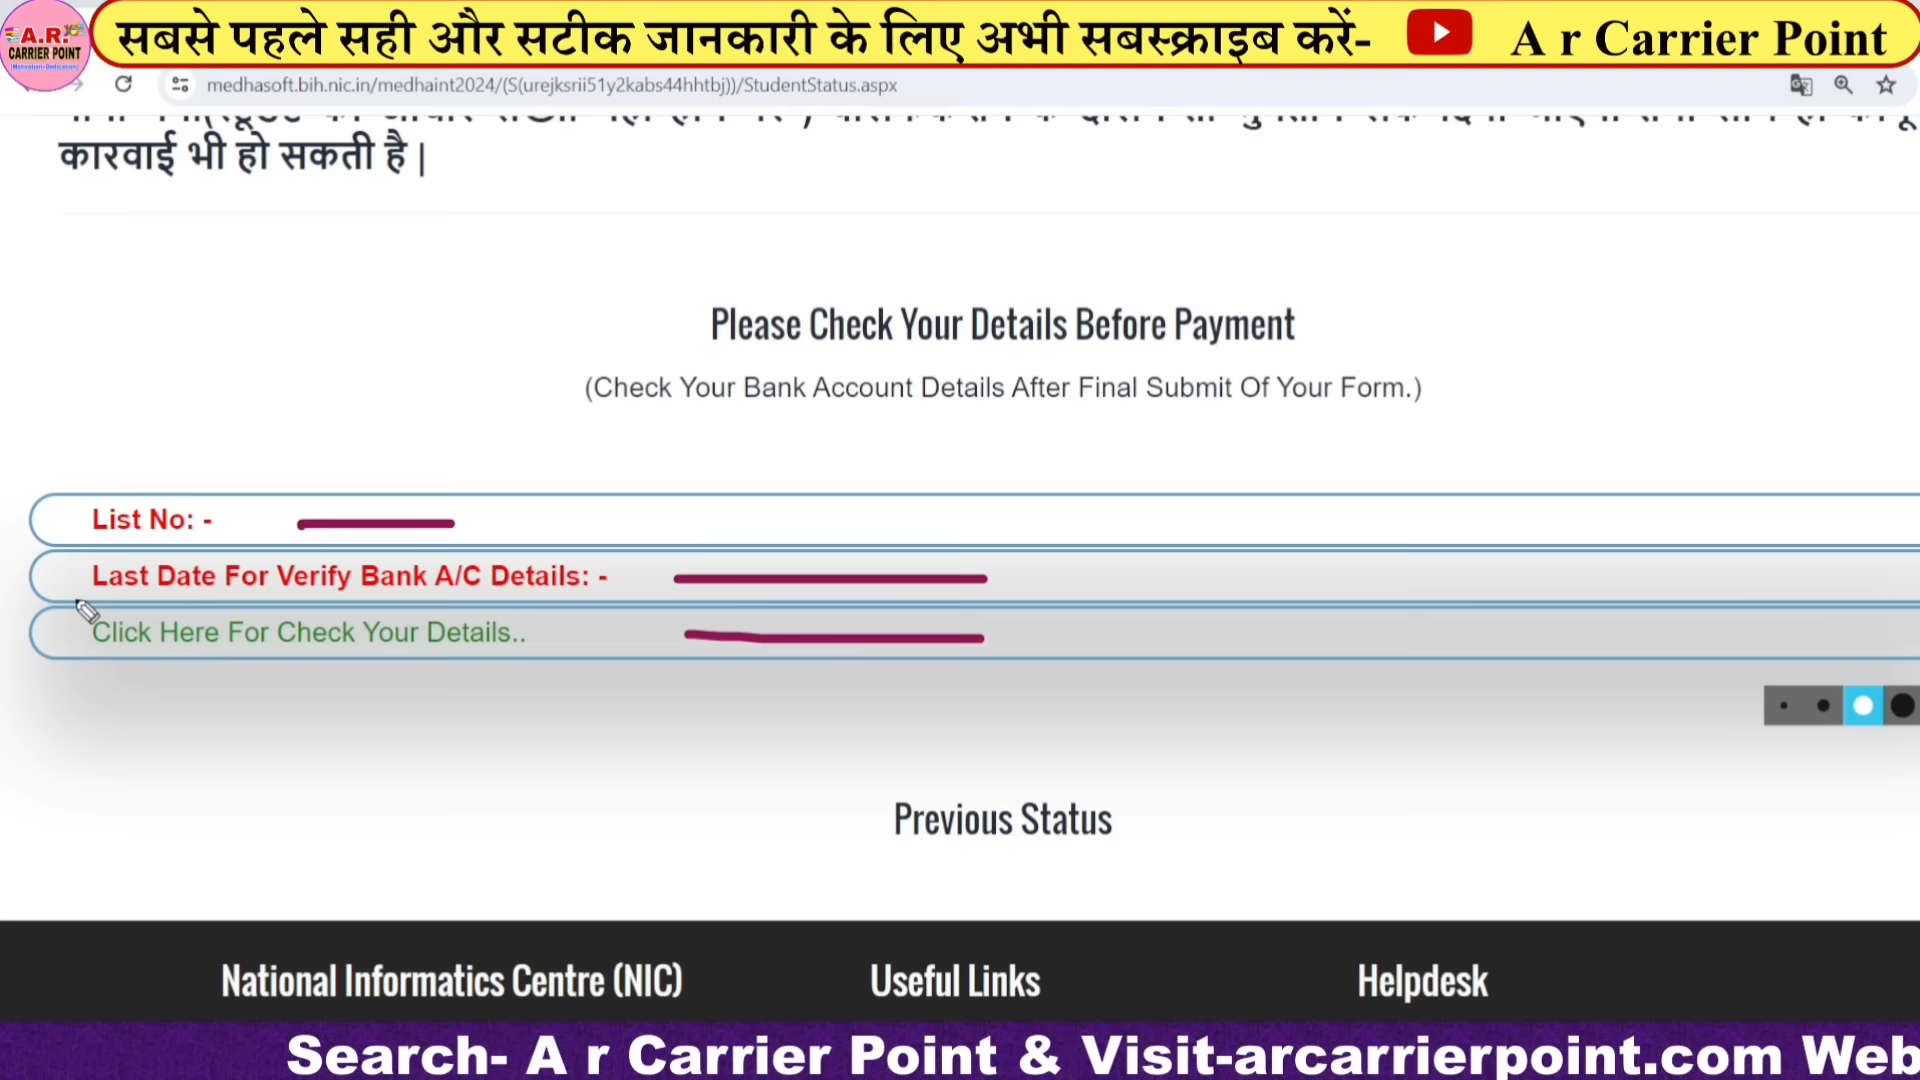 A.R.
CARRIER POINT
(Motivation+Dedication)
सबसे पहले सही और सटीक जानकारी के लिए अभी सबस्क्राइब करें-
A r Carrier Point
medhasoft.bih.nic.in/medhaint2024/(S(urejksrii51y2kabs44hhtbj))/StudentStatus.aspx
कारवाई भी हो सकती है |
Please Check Your Details Before Payment
(Check Your Bank Account Details After Final Submit Of Your Form.)
List No: -
Last Date For Verify Bank A/C Details: -
Click Here For Check Your Details..
Previous Status
National Informatics Centre (NIC)
Useful Links
Helpdesk
Search- A r Carrier Point & Visit-arcarrierpoint.com Web